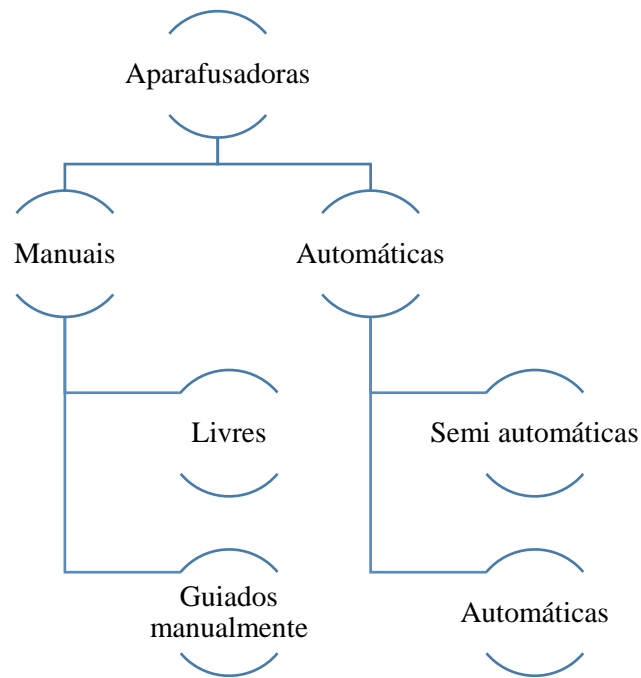 Aparafusadoras
Manuais
Automáticas
Livres
Semi automáticas
Guiados
manualmente
Automáticas